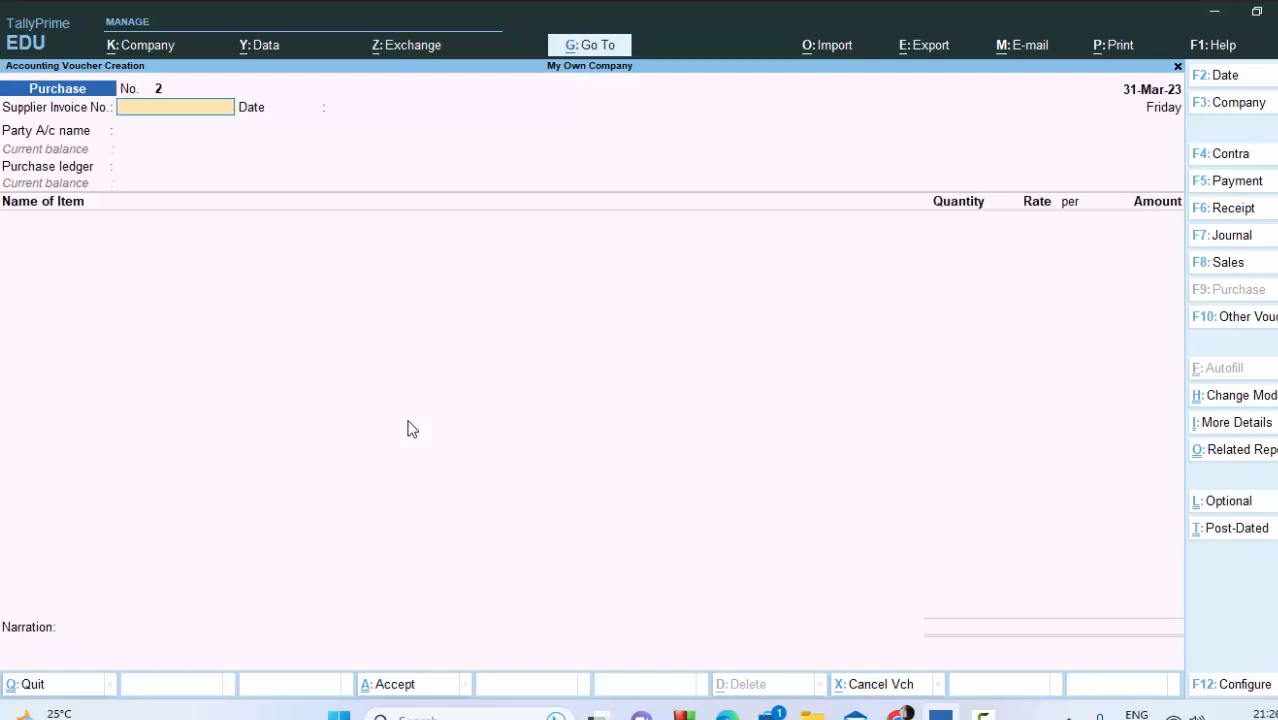 TallyPrime
EDU
MANAGE
K: Company
Y: Data
Z: Exchange
G: Go To
O: Import
E: Export
M: E-mail
P: Print
F1: Help
Accounting Voucher Creation
My Own Company
Purchase
No. 2
31-Mar-23
Friday
Supplier Invoice No.:
Date :
Party A/c name :
Current balance :
Purchase ledger :
Current balance :
Name of Item
Quantity
Rate per
Amount
Narration:
F2: Date
F3: Company
F4: Contra
F5: Payment
F6: Receipt
F7: Journal
F8: Sales
F9: Purchase
F10: Other Vou
F: Autofill
H: Change Mod
I: More Details
O: Related Rep
L: Optional
T: Post-Dated
F12: Configure
Q: Quit
A: Accept
D: Delete
X: Cancel Vch
25°C
Search
1
ENG
21:26